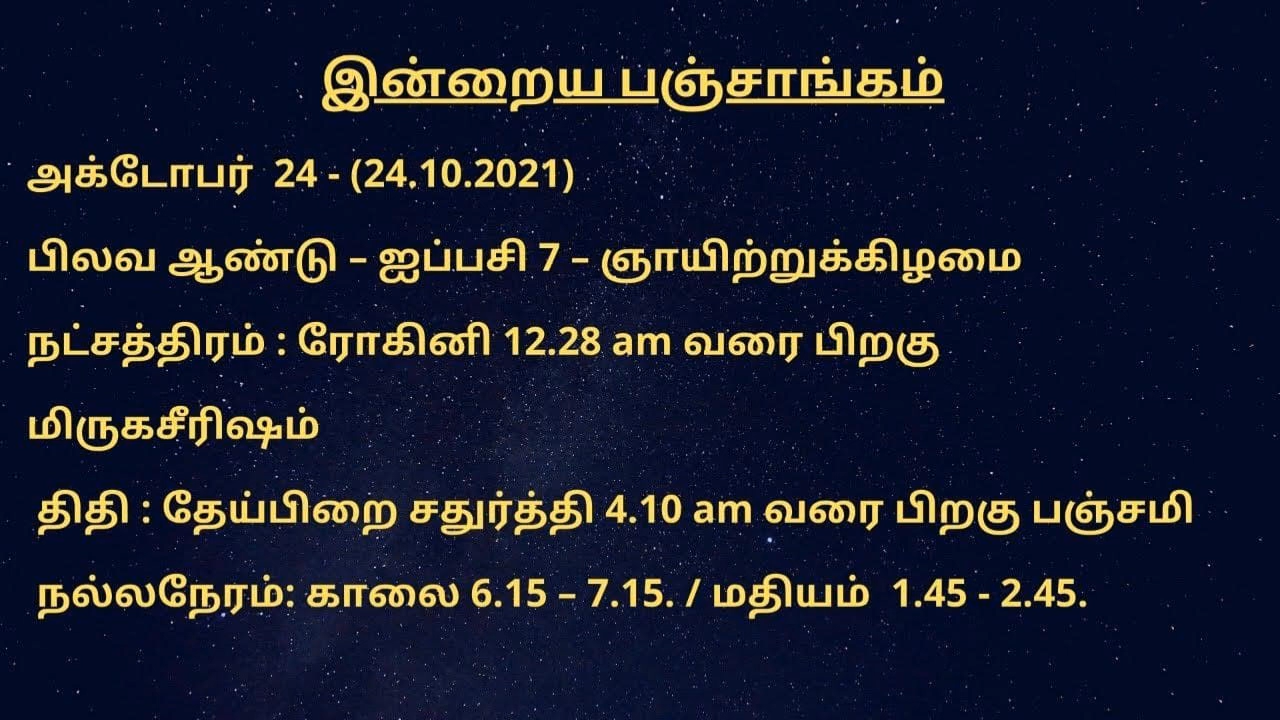 இன்றைய பஞ்சாங்கம்
அக்டோபர் 24 - (24.10.2021)
பிலவ ஆண்டு – ஐப்பசி 7 – ஞாயிற்றுக்கிழமை
நட்சத்திரம் : ரோகினி 12.28 am வரை பிறகு
மிருகசீரிஷம்
திதி : தேய்பிறை சதுர்த்தி 4.10 am வரை பிறகு பஞ்சமி
நல்லநேரம்: காலை 6.15 – 7.15. / மதியம் 1.45 - 2.45.